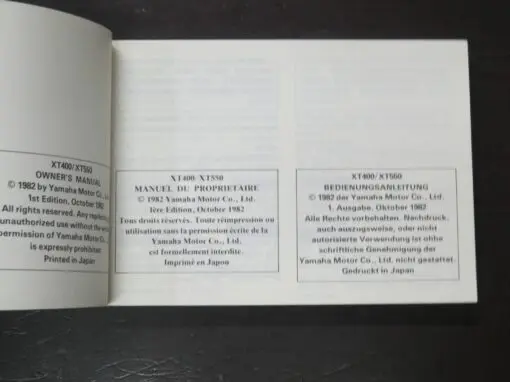 XT400/XT550
OWNER'S MANUAL
© 1982 by Yamaha Motor Co., L
1st Edition, October 1982
All rights reserved. Any repr
unauthorized use without the
permission of Yamaha Motor Co.,
is expressly prohibited.
Printed in Japan
XT400/XT550
MANUEL DU PROPRIETAIRE
© 1982 Yamaha Motor Co., Ltd.
1ère Edition, Octobre 1982
Tous droits réservés. Toute réimpression ou
utilisation sans la permission écrite de la
Yamaha Motor Co., Ltd.
est formellement interdite.
Imprimé en Japon
XT400/XT550
BEDIENUNGSANLEITUNG
© 1982 der Yamaha Motor Co., Ltd.
1. Ausgabe, Oktober 1982
Alle Rechte vorbehalten. Nachdruck,
auch auszugsweise, oder nicht
autorisierte Verwendung ist ohne
schriftliche Genehmigung der
Yamaha Motor Co., Ltd. nicht gestattet.
Gedruckt in Japan